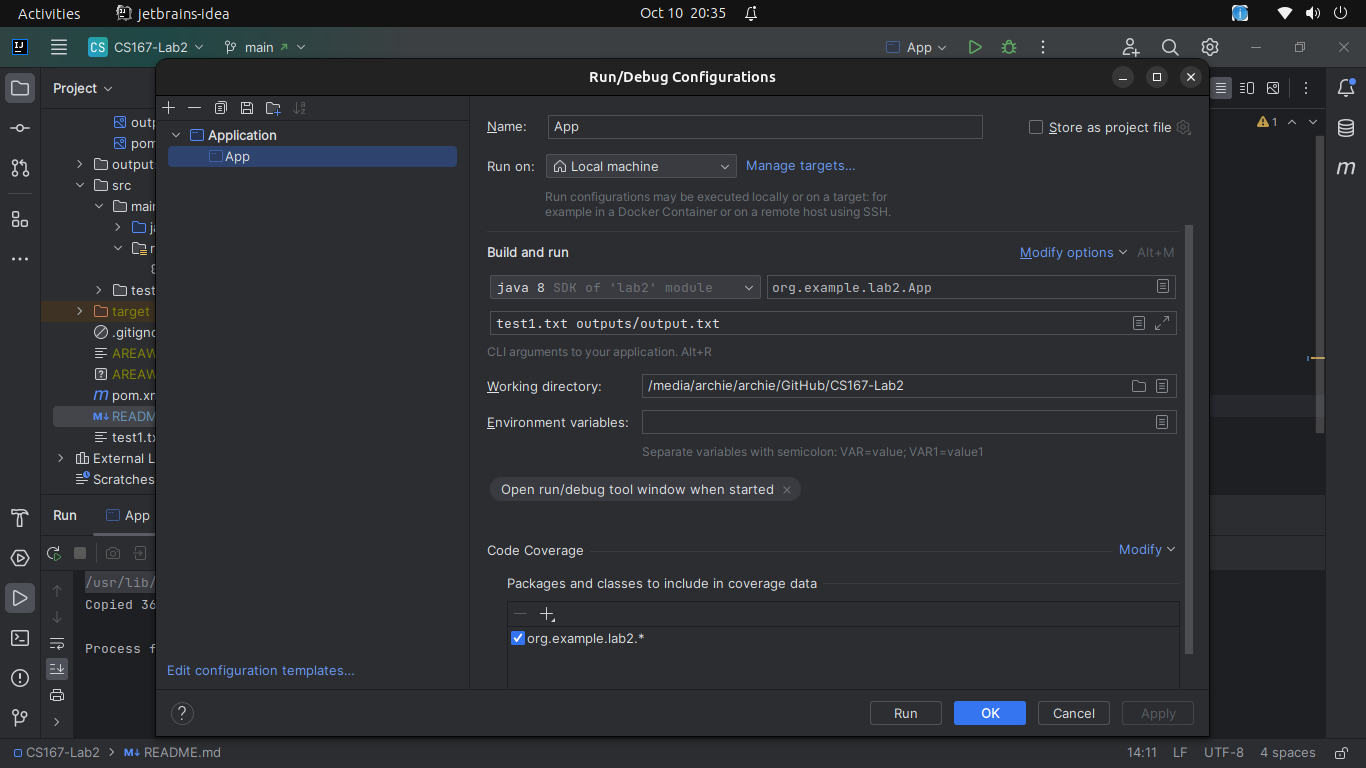 Activities jetbrains-idea Oct 10 20:35
CS CS167-Lab2 main App
Project
Run/Debug Configurations
Application
App
Edit configuration templates...
Name: App Store as project file
Run on: Local machine Manage targets...
Run configurations may be executed locally or on a target: for
example in a Docker Container or on a remote host using SSH.
Build and run Modify options Alt+M
java 8 SDK of 'lab2' module org.example.lab2.App
test1.txt outputs/output.txt
CLI arguments to your application. Alt+R
Working directory: /media/archie/archie/GitHub/CS167-Lab2
Environment variables:
Separate variables with semicolon: VAR=value; VAR1=value1
Open run/debug tool window when started
Code Coverage Modify
Packages and classes to include in coverage data
org.example.lab2.*
? Run OK Cancel Apply
outp
pom
output
src
mai
ja
r
test
target
.gitigno
AREAW
AREAW
m pom.xm
M↓ READM
test1.tx
External L
Scratches
1
m
Run App
/usr/lib/
Copied 36
Process f
CS167-Lab2 > M↓ README.md 14:11 LF UTF-8 4 spaces